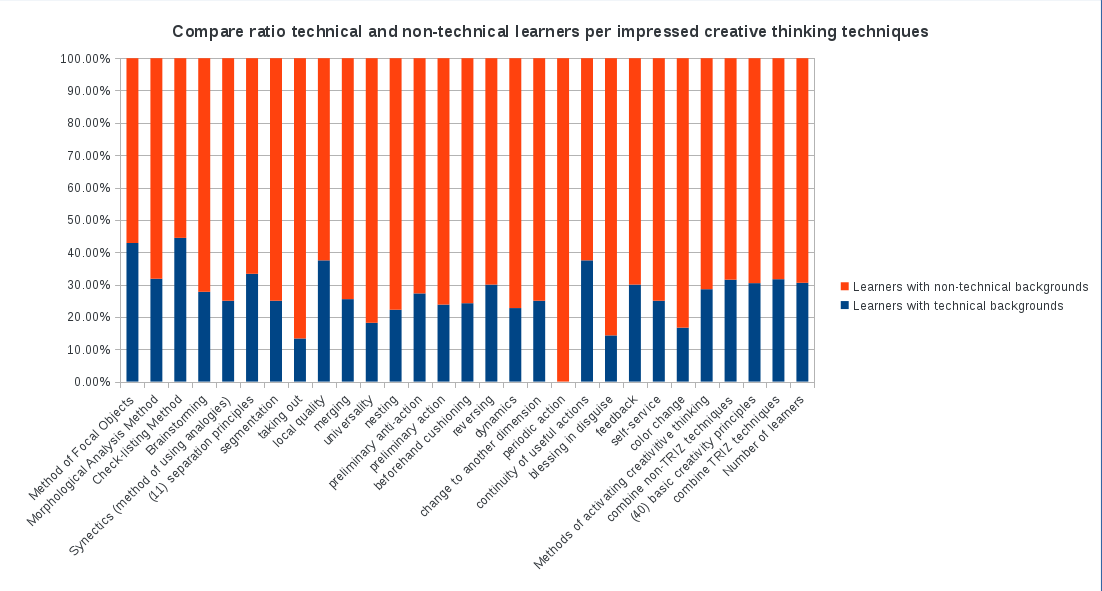 Compare ratio technical and non-technical learners per impressed creative thinking techniques
100.00%
90.00%
80.00%
70.00%
60.00%
50.00%
40.00%
30.00%
20.00%
10.00%
0.00%
Method of Focal Objects
Morphological Analysis Method
Check-listing Method
Brainstorming
Synectics (method of using analogies)
(11) separation principles
segmentation
taking out
local quality
merging
universality
nesting
preliminary anti-action
preliminary action
beforehand cushioning
reversing
dynamics
change to another dimension
periodic action
continuity of useful actions
blessing in disguise
feedback
self-service
color change
Methods of activating creativitive thinking
combine non-TRIZ techniques
(40) basic creativity principles
combine TRIZ techniques
Number of learners
Learners with non-technical backgrounds
Learners with technical backgrounds